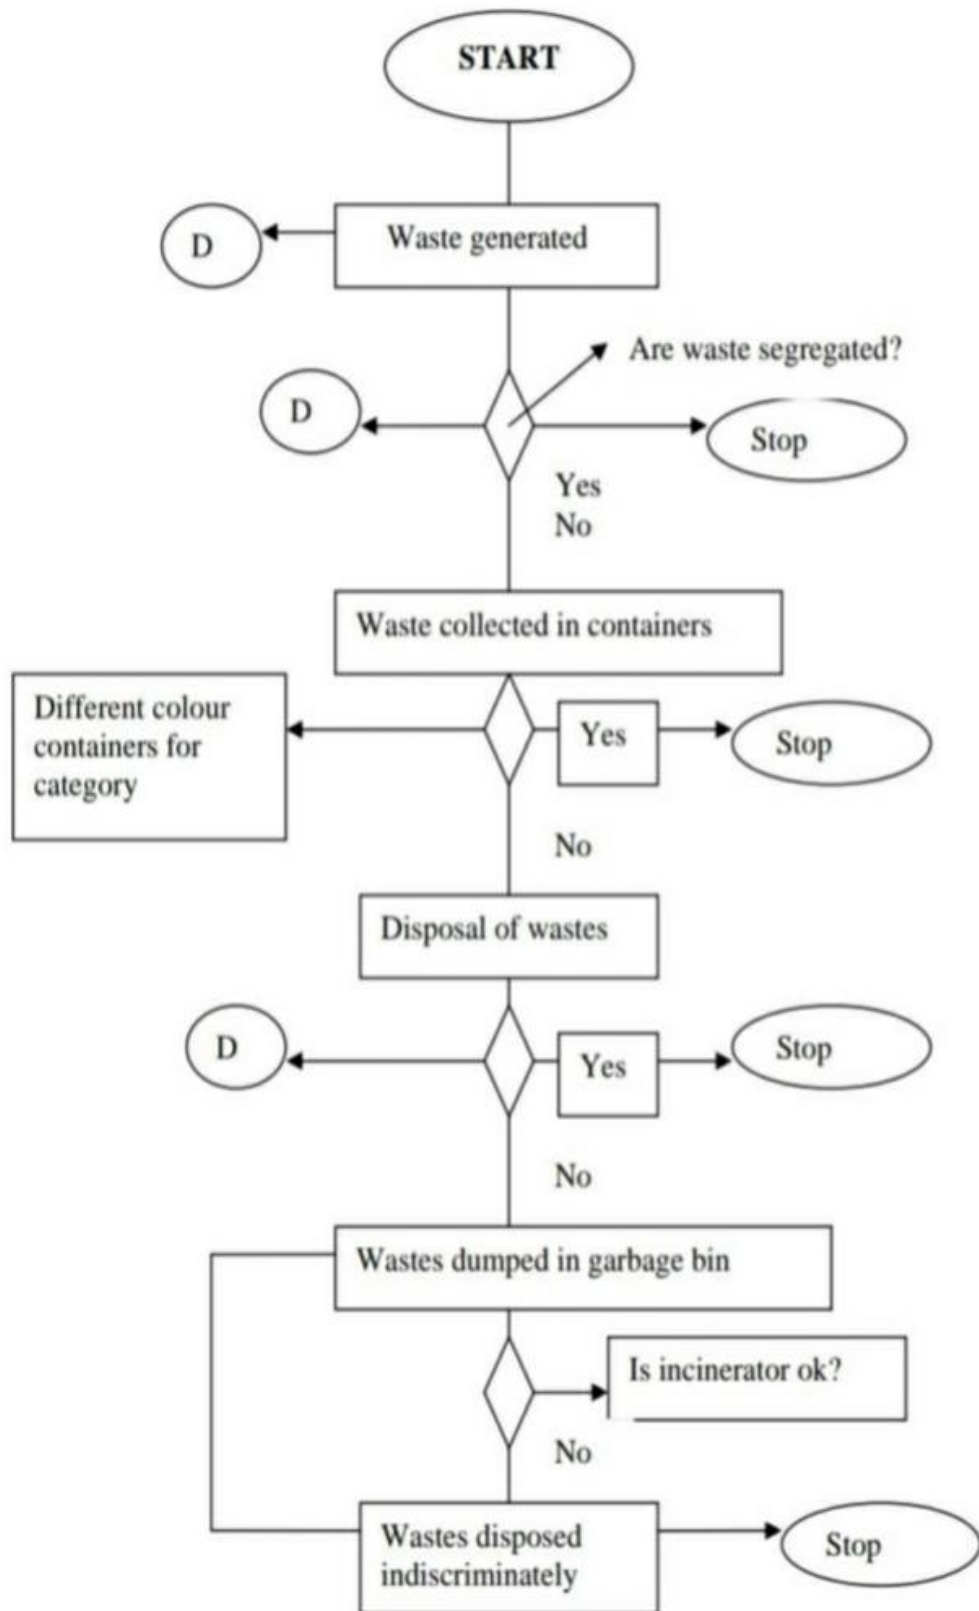 START
Waste generated
D
Are waste segregated?
D
Stop
Yes
No
Waste collected in containers
Different colour
containers for
category
Yes
Stop
No
Disposal of wastes
D
Yes
Stop
No
Wastes dumped in garbage bin
Is incinerator ok?
No
Wastes disposed
indiscriminately
Stop